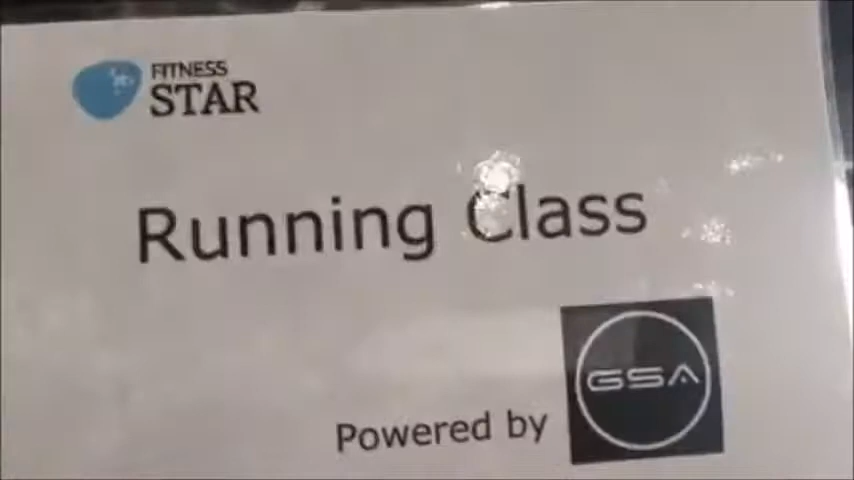 FITNESS
STAR
Running Class
Powered by
GSA